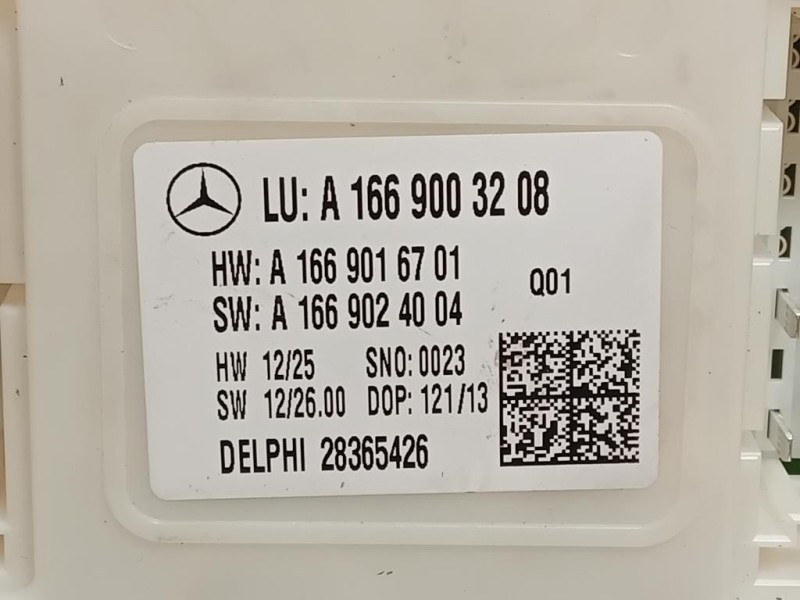 LU: A 166 900 32 08
HW: A 166 901 67 01
SW: A 166 902 40 04
Q01
HW 12/25 SNO: 0023
SW 12/26.00 DOP: 121/13
DELPHI 28365426